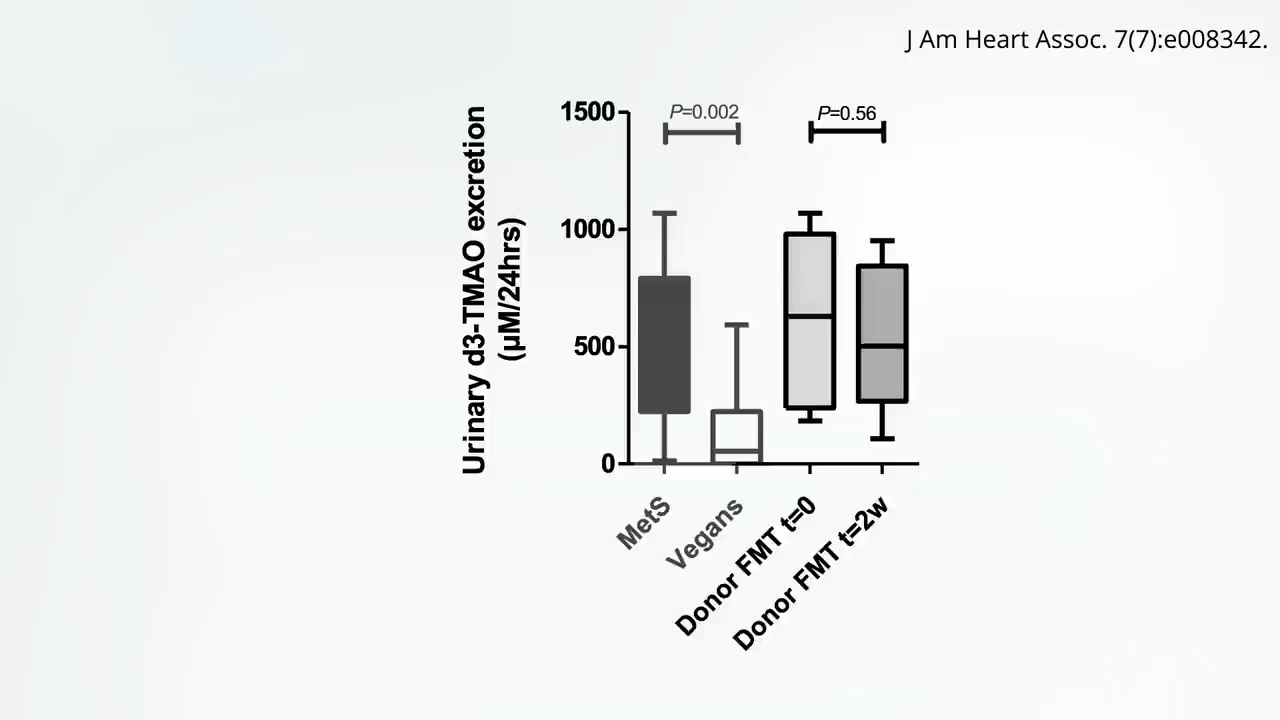 J Am Heart Assoc. 7(7):e008342.
Urinary d3-TMAO excretion
(µM/24hrs)
1500
1000
500
0
P=0.002
P=0.56
MetS
Vegans
Donor FMT t=0
Donor FMT t=2w